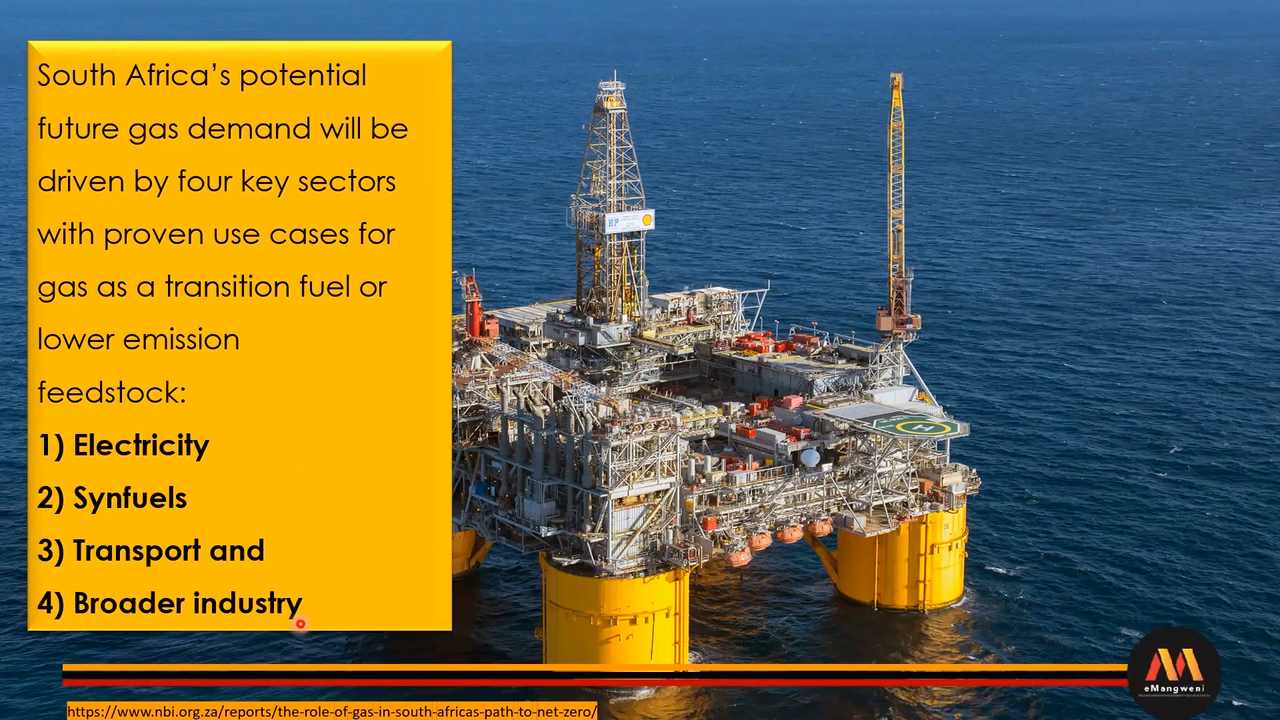 South Africa’s potential
future gas demand will be
driven by four key sectors
with proven use cases for
gas as a transition fuel or
lower emission
feedstock:
1) Electricity
2) Synfuels
3) Transport and
4) Broader industry
H
eMangweni
https://www.nbi.org.za/reports/the-role-of-gas-in-south-africas-path-to-net-zero/